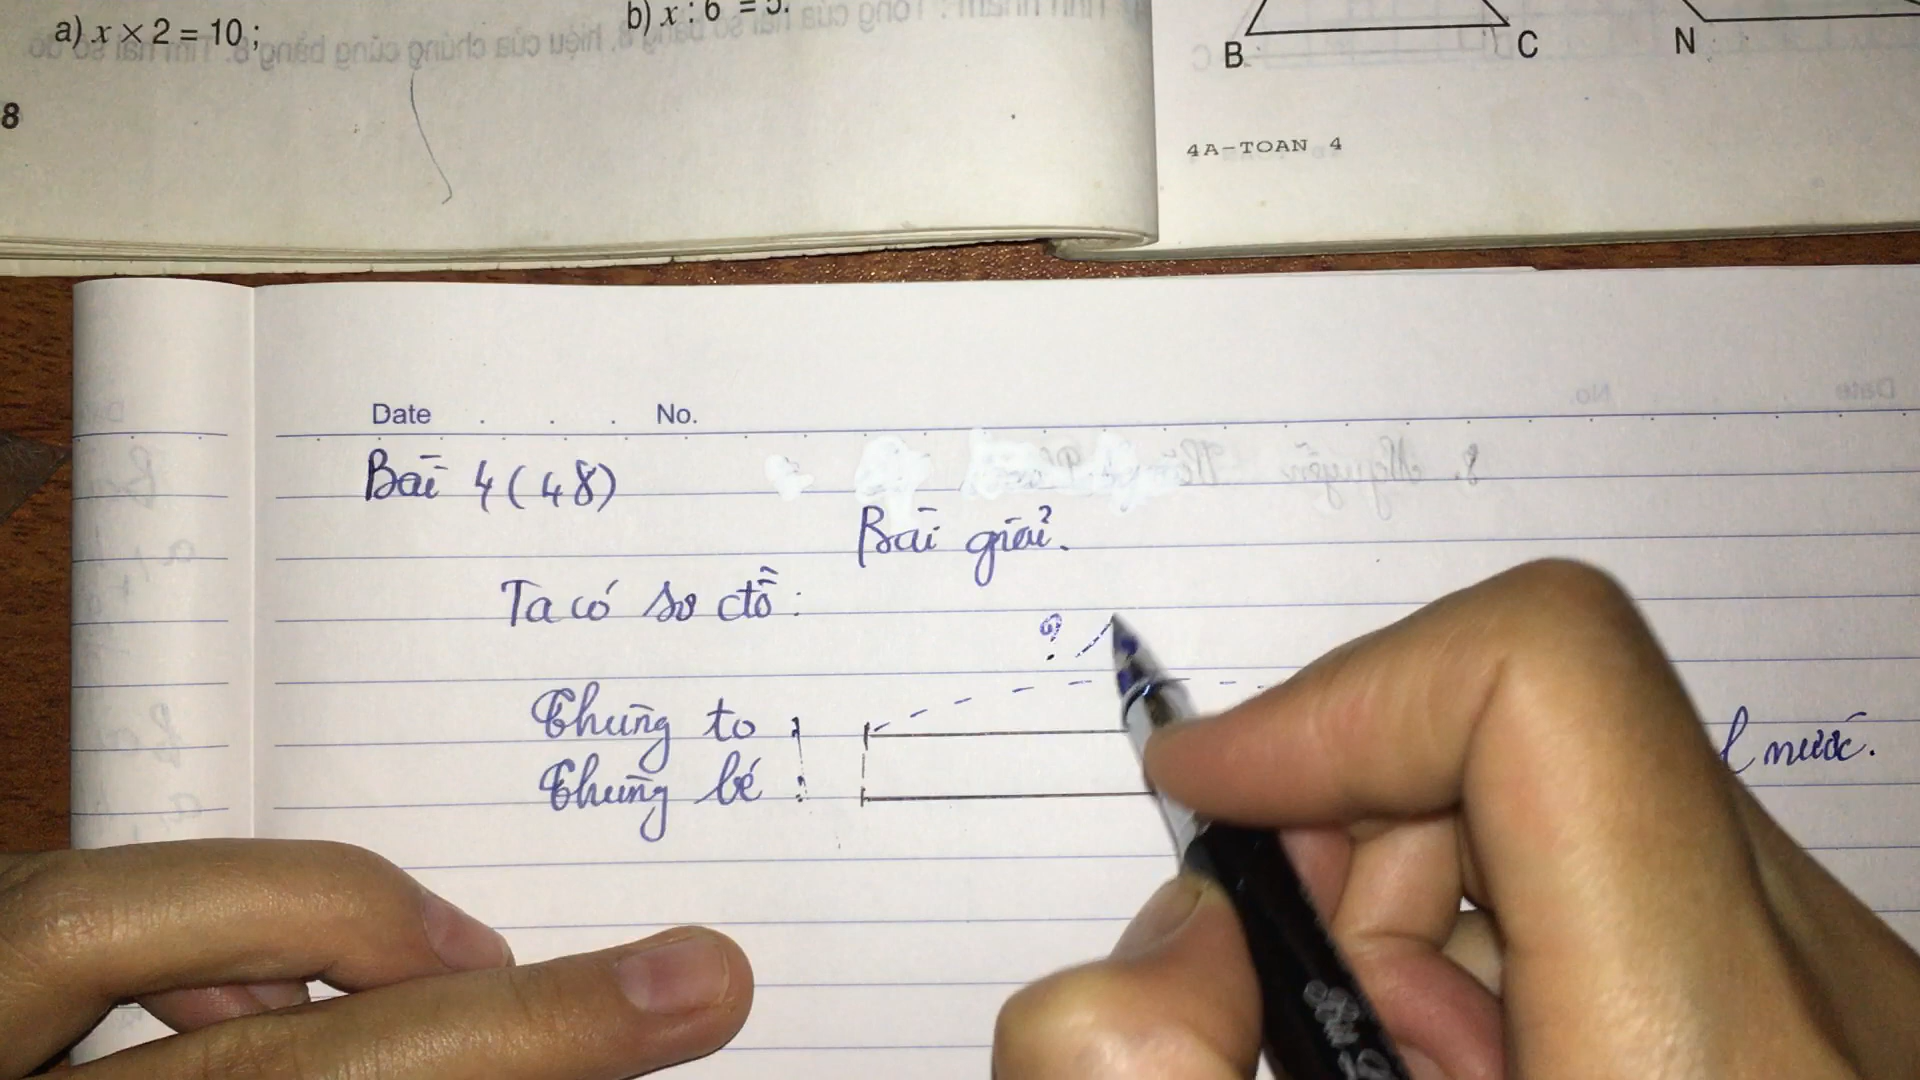 a) x × 2 = 10 ;
b) x : 6 = 5.
8
B C N
4A-TOAN 4
Date No.
Bài 4 (48)
Bài giải.
Ta có sơ đồ :
? l
Thùng to :
l nước.
Thùng bé :